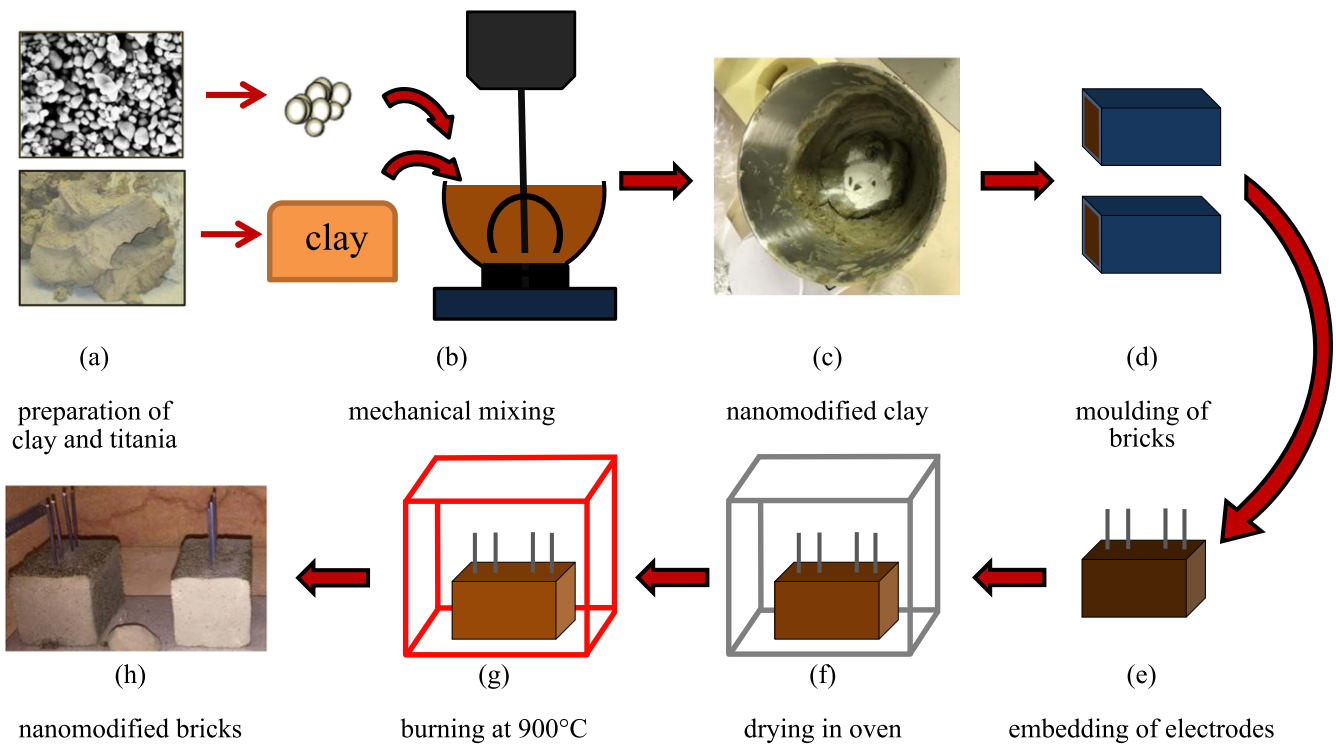 clay
(a)
(b)
(c)
(d)
preparation of
clay and titania
mechanical mixing
nanomodified clay
moulding of
bricks
(h)
(g)
(f)
(e)
nanomodified bricks
burning at 900°C
drying in oven
embedding of electrodes